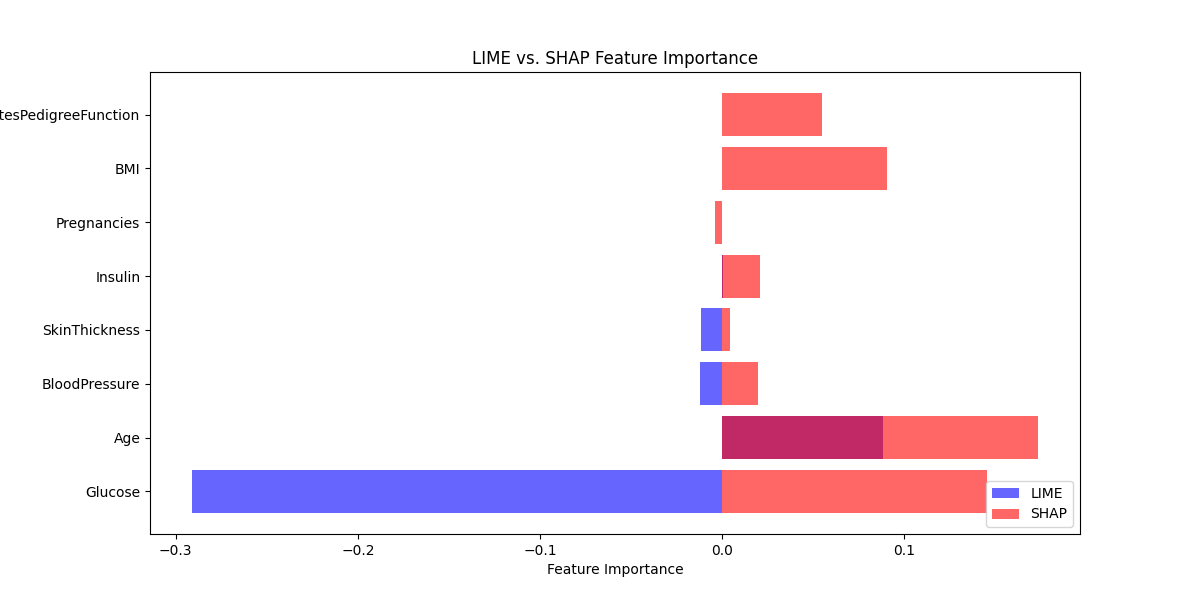 LIME vs. SHAP Feature Importance
tesPedigreeFunction
BMI
Pregnancies
Insulin
SkinThickness
BloodPressure
Age
Glucose
LIME
SHAP
−0.3 −0.2 −0.1 0.0 0.1
Feature Importance